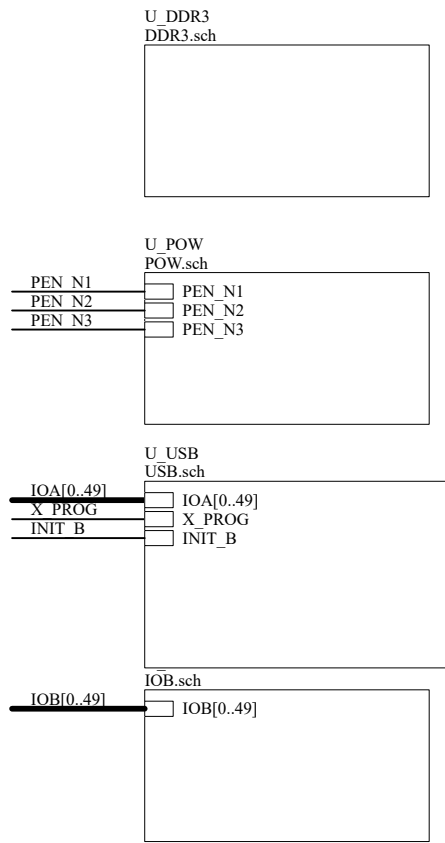 U_DDR3
DDR3.sch
U_POW
POW.sch
PEN_N1 PEN_N1
PEN_N2 PEN_N2
PEN_N3 PEN_N3
U_USB
USB.sch
IOA[0..49] IOA[0..49]
X_PROG X_PROG
INIT_B INIT_B
IOB.sch
IOB[0..49] IOB[0..49]